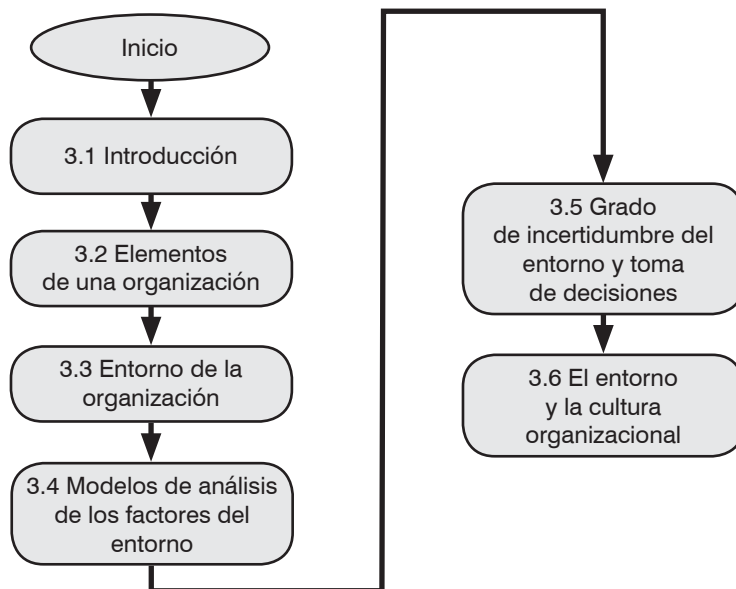 Inicio
3.1 Introducción
3.2 Elementos
de una organización
3.3 Entorno de la
organización
3.4 Modelos de análisis
de los factores del
entorno
3.5 Grado
de incertidumbre del
entorno y toma
de decisiones
3.6 El entorno
y la cultura
organizacional